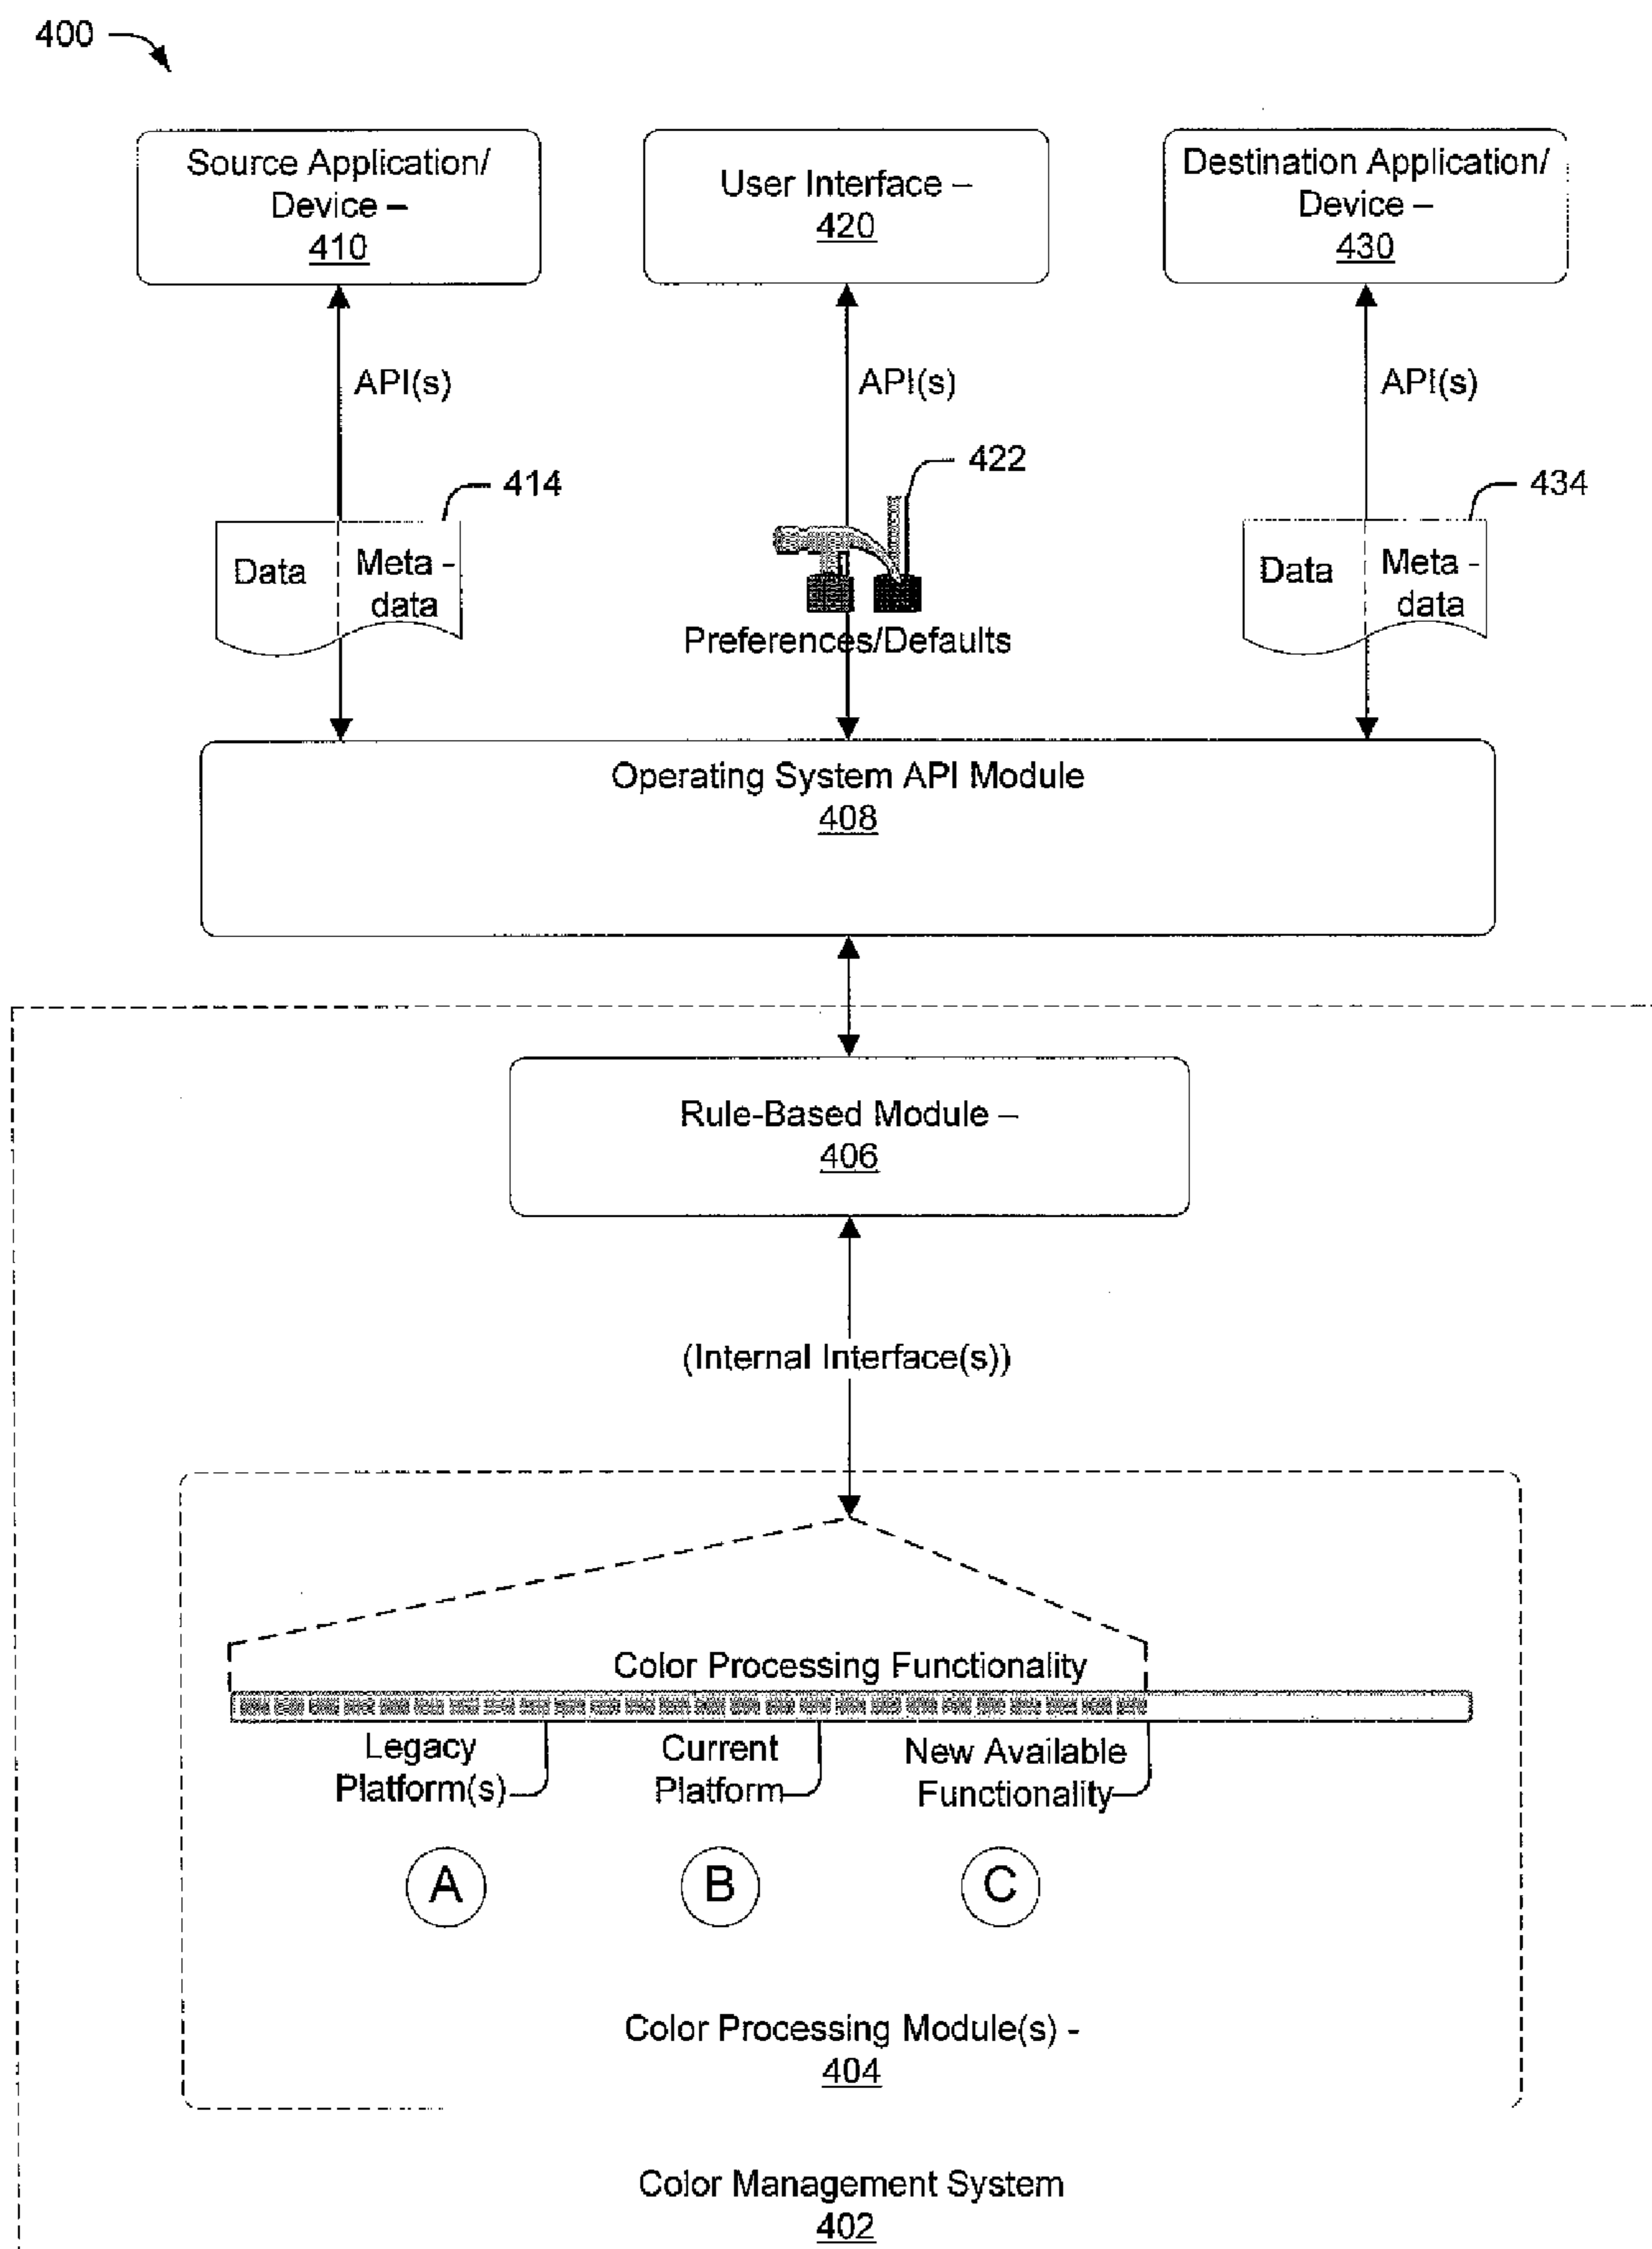 400
Source Application/
Device –
410
User Interface –
420
Destination Application/
Device –
430
API(s)
API(s)
API(s)
414
422
434
Data
Meta -
data
Preferences/Defaults
Data
Meta -
data
Operating System API Module
408
Rule-Based Module –
406
(Internal Interface(s))
Color Processing Functionality
Legacy
Platform(s)
Current
Platform
New Available
Functionality
A
B
C
Color Processing Module(s) -
404
Color Management System
402